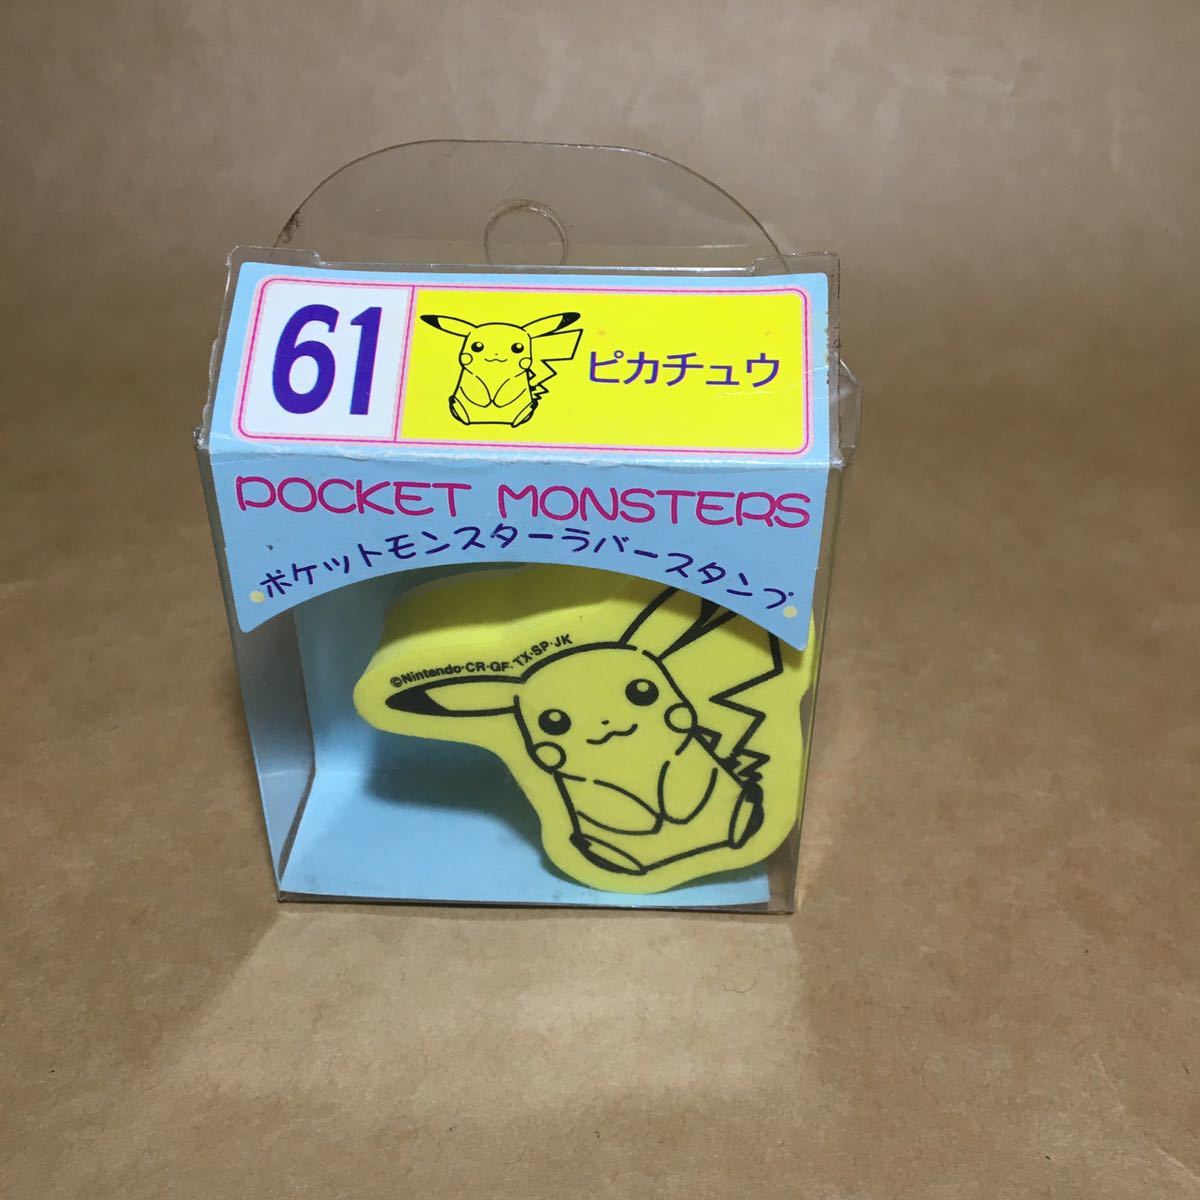 61
ピカチュウ
POCKET MONSTERS
ポケットモンスターラバースタンプ
©Nintendo·CR·GF·TX·SP·JK